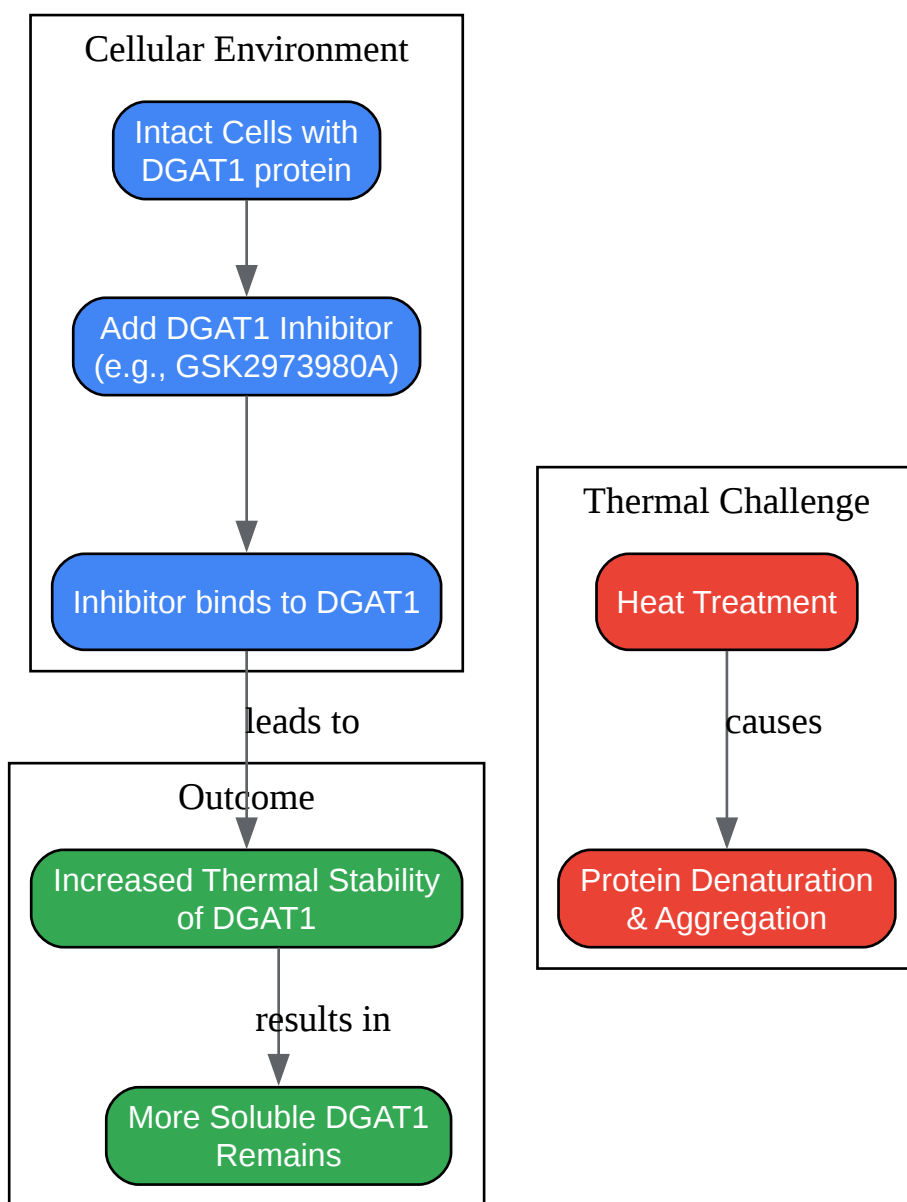 Cellular Environment
Intact Cells with
DGAT1 protein
Add DGAT1 Inhibitor
(e.g., GSK2973980A)
Inhibitor binds to DGAT1
leads to
Outcome
Increased Thermal Stability
of DGAT1
results in
More Soluble DGAT1
Remains
Thermal Challenge
Heat Treatment
causes
Protein Denaturation
& Aggregation